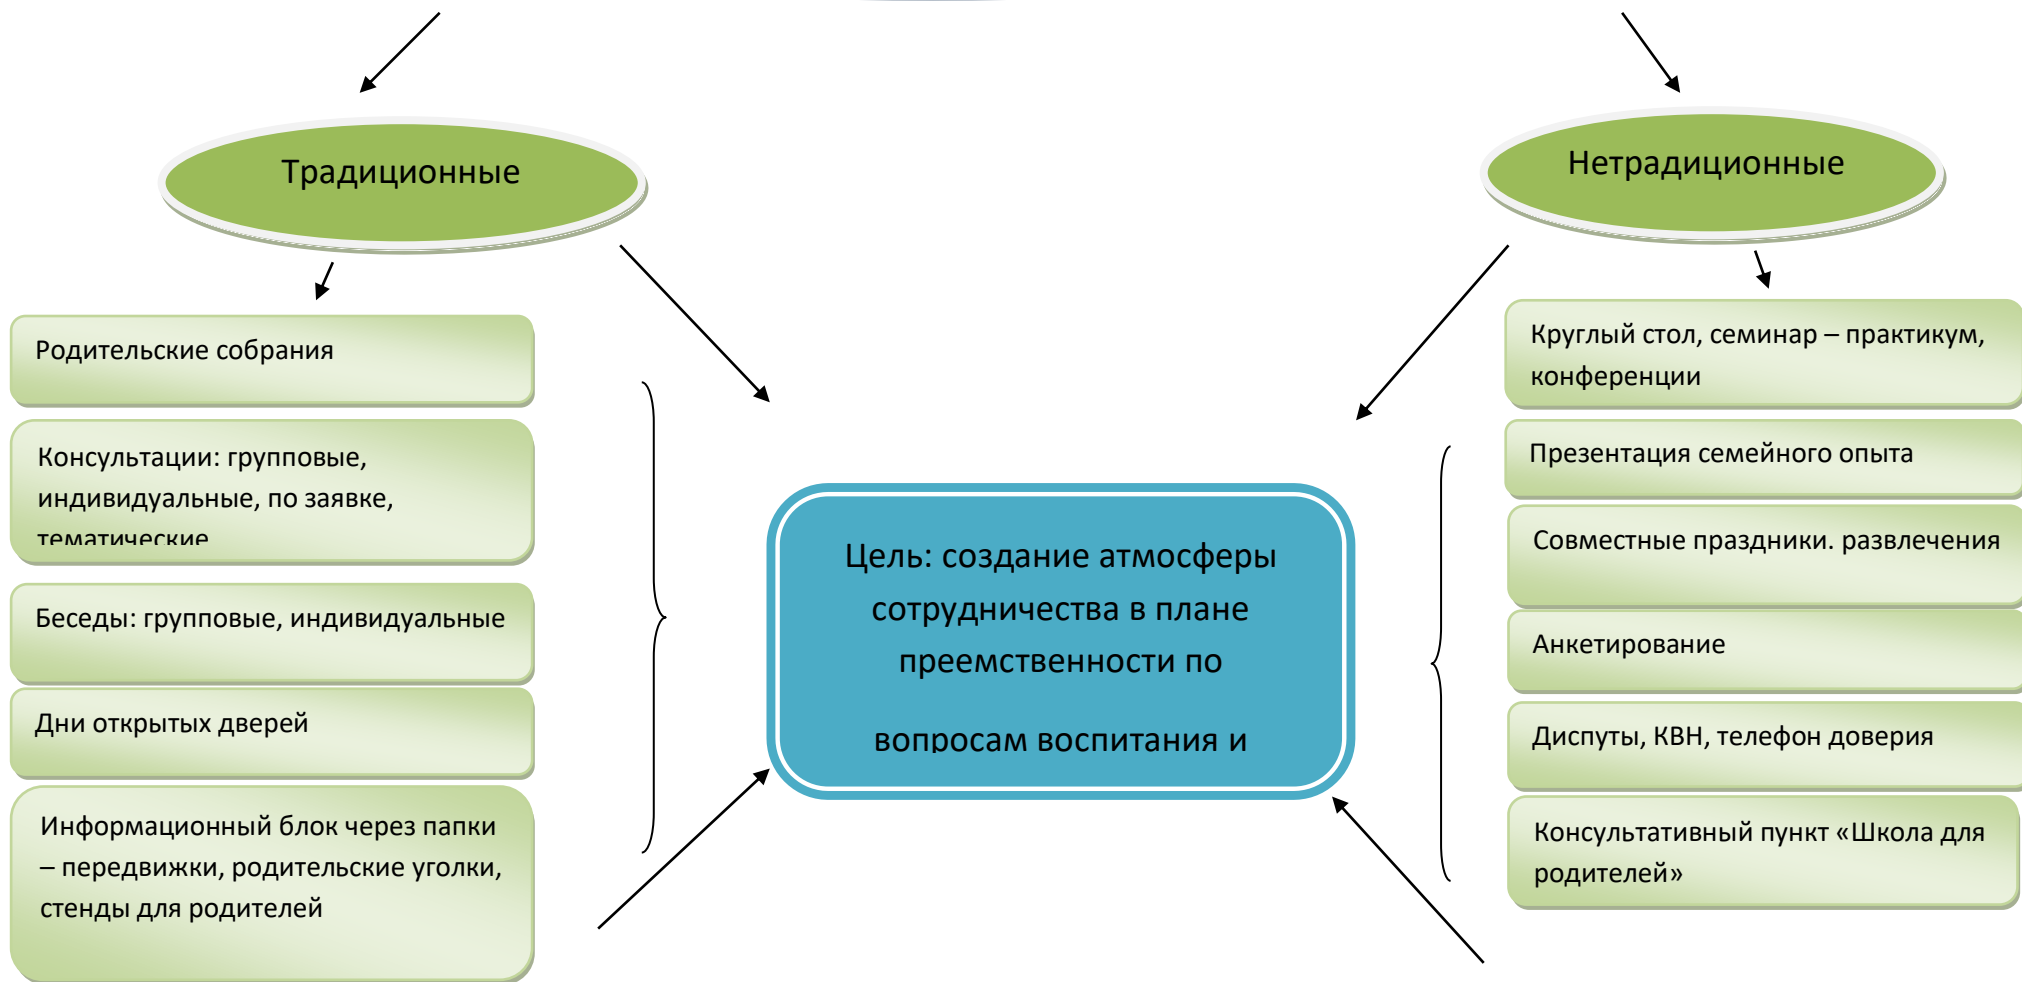 Традиционные
Нетрадиционные
Родительские собрания
Консультации: групповые,
индивидуальные, по заявке,
тематические
Беседы: групповые, индивидуальные
Дни открытых дверей
Информационный блок через папки
– передвижки, родительские уголки,
стенды для родителей
Цель: создание атмосферы
сотрудничества в плане
преемственности по
вопросам воспитания и
Круглый стол, семинар – практикум,
конференции
Презентация семейного опыта
Совместные праздники. развлечения
Анкетирование
Диспуты, КВН, телефон доверия
Консультативный пункт «Школа для
родителей»